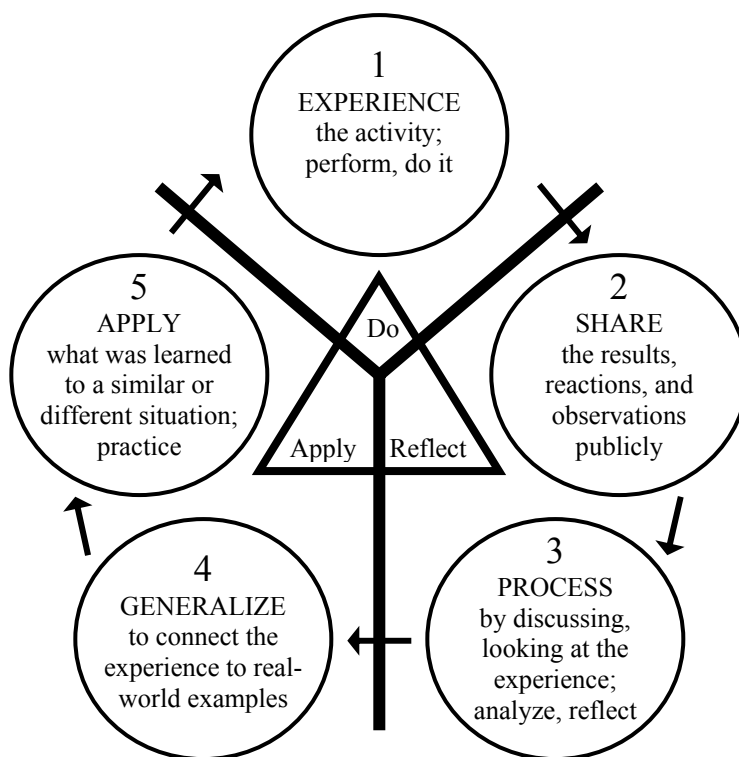 1
EXPERIENCE
the activity;
perform, do it
2
SHARE
the results,
reactions, and
observations
publicly
3
PROCESS
by discussing,
looking at the
experience;
analyze, reflect
4
GENERALIZE
to connect the
experience to real-
world examples
5
APPLY
what was learned
to a similar or
different situation;
practice
Do
Apply
Reflect